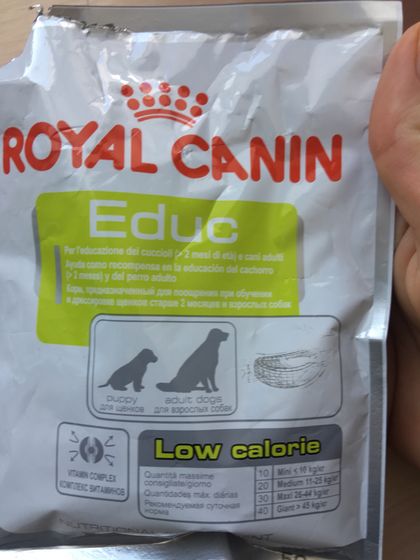 ROYAL CANIN
Educ
Per l'educazione dei cuccioli (> 2 mesi di età) e cani adulti
Ayuda como recompensa en la educación del cachorro
(> 2 meses) y del perro adulto
Корм, предназначенный для поощрения при обучении
и дрессировке щенков старше 2 месяцев и взрослых собак
puppy
для щенков
adult dogs
для взрослых собак
VITAMIN COMPLEX
КОМПЛЕКС ВИТАМИНОВ
Low calorie
Quantità massime
consigliate/giorno
Quantidades máx. diárias
Рекомендуемая суточная
норма
10 Mini ≤ 10 kg/кг
20 Medium 11-25 kg/кг
30 Maxi 26-44 kg/кг
40 Giant > 45 kg/кг